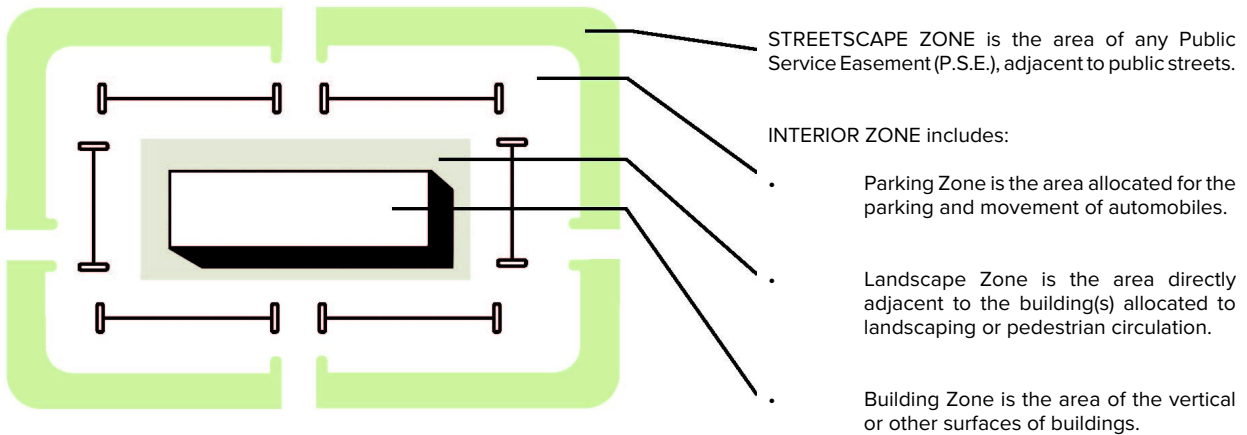 STREETSCAPE ZONE is the area of any Public
Service Easement (P.S.E.), adjacent to public streets.
INTERIOR ZONE includes:
• Parking Zone is the area allocated for the
parking and movement of automobiles.
• Landscape Zone is the area directly
adjacent to the building(s) allocated to
landscaping or pedestrian circulation.
• Building Zone is the area of the vertical
or other surfaces of buildings.